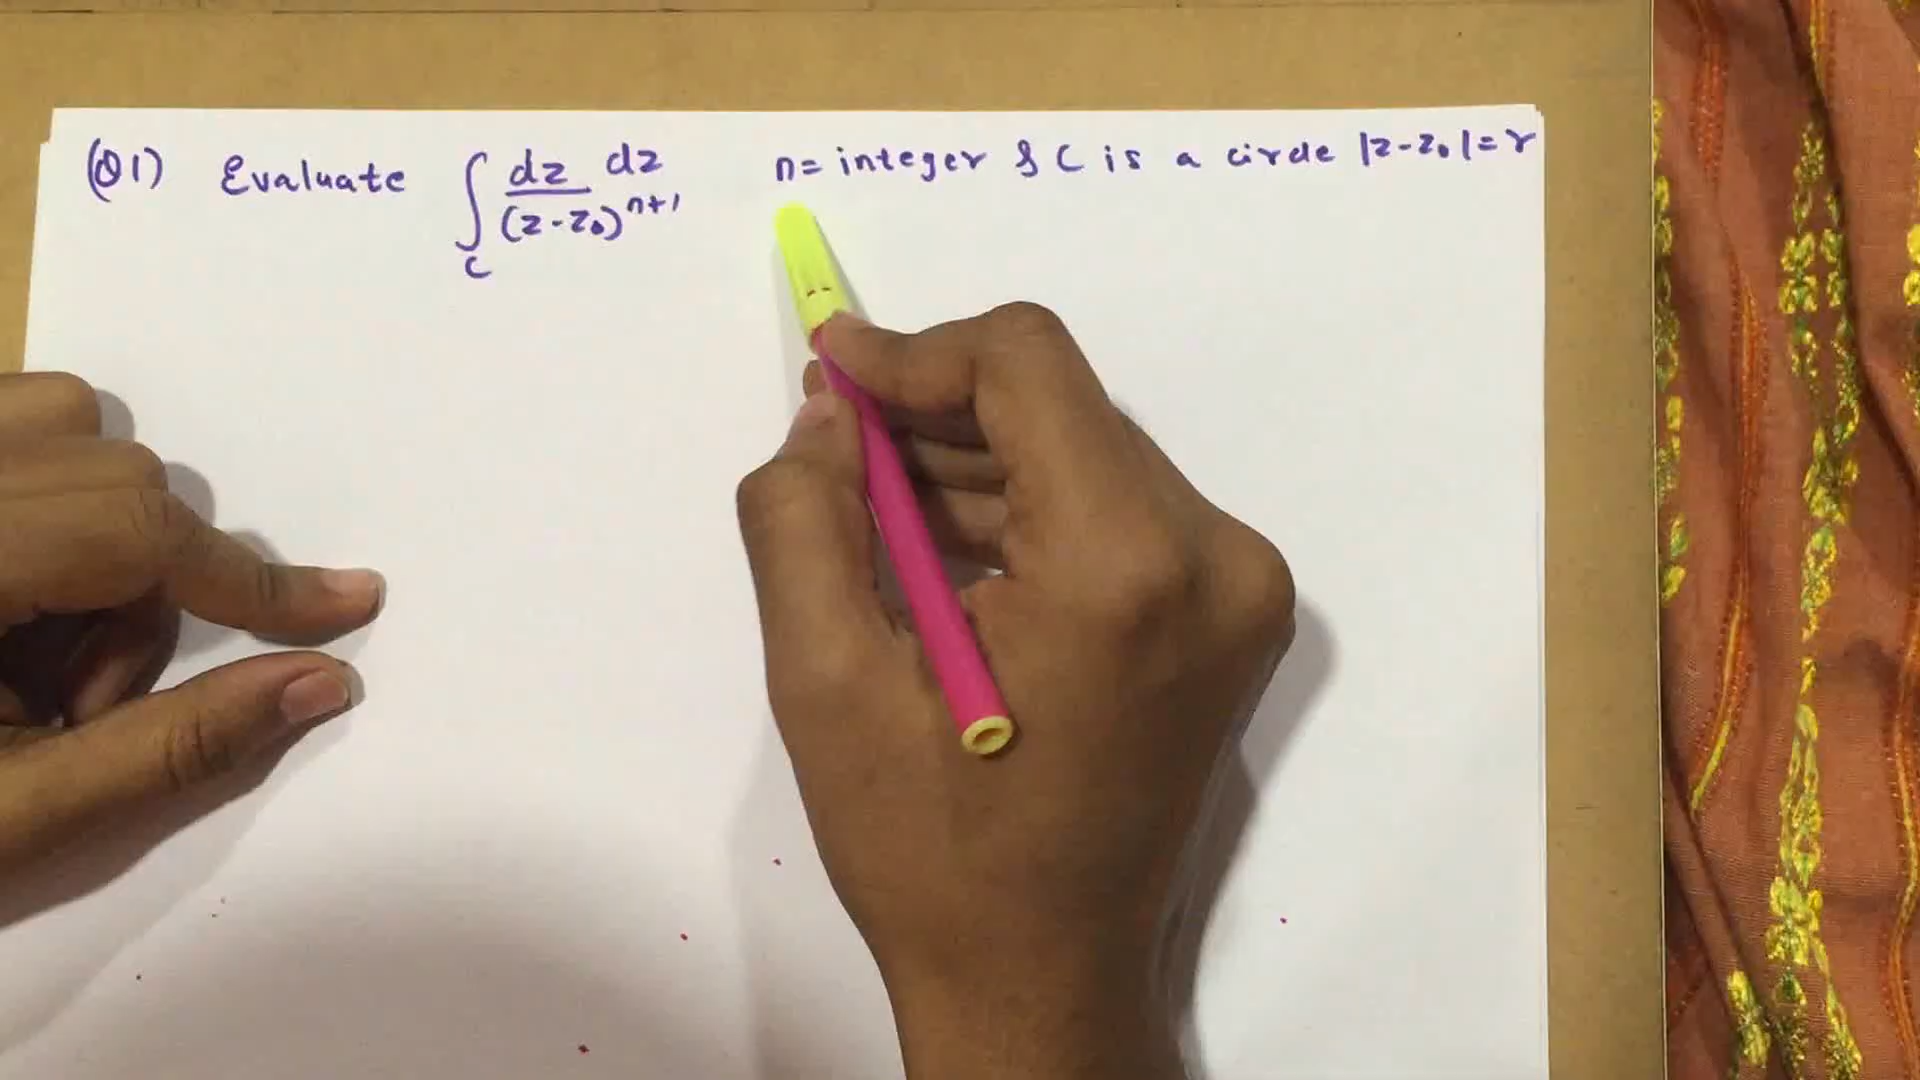 (Q1) Evaluate ∫_C dz/(z-z₀)^(n+1) dz n= integer & C is a circle |z-z₀|=r